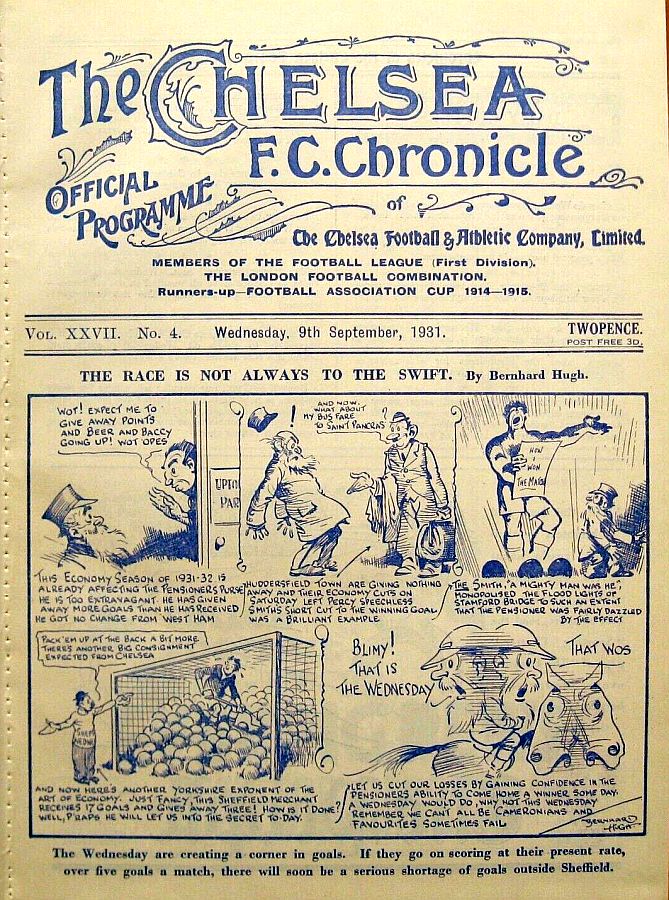 The CHELSEA
F.C. Chronicle
OFFICIAL
PROGRAMME
of
The Chelsea Football & Athletic Company, Limited.
MEMBERS OF THE FOOTBALL LEAGUE (First Division).
THE LONDON FOOTBALL COMBINATION.
Runners-up—FOOTBALL ASSOCIATION CUP 1914—1915.
VOL. XXVII. No. 4. Wednesday, 9th September, 1931. TWOPENCE.
POST FREE 3D.
THE RACE IS NOT ALWAYS TO THE SWIFT. By Bernhard Hugh.
WOT! EXPECT ME TO
GIVE AWAY POINTS
AND BEER AND BACCY
GOING UP! WOT OPES
UPTO
PAR
THIS ECONOMY SEASON OF 1931-32 IS
ALREADY AFFECTING THE PENSIONERS PURSE
HE IS TOO EXTRAVAGANT. HE HAS GIVEN
AWAY MORE GOALS THAN HE HAS RECEIVED
HE GOT NO CHANGE FROM WEST HAM
!
AND NOW,
WHAT ABOUT
MY BUS FARE
TO SAINT PANCRAS?
HUDDERSFIELD TOWN ARE GIVING NOTHING
AWAY AND THEIR ECONOMY CUTS ON
SATURDAY LEFT PERCY SPEECHLESS
SMITHS SHORT CUT TO THE WINNING GOAL
WAS A BRILLIANT EXAMPLE
HOW
I WON
THE MATCH
THE SMITH, "A MIGHTY MAN WAS HE",
MONOPOLISED THE FLOOD LIGHTS OF
STAMFORD BRIDGE TO SUCH AN EXTENT
THAT THE PENSIONER WAS FAIRLY DAZZLED
BY THE EFFECT
PACK 'EM UP AT THE BACK A BIT MORE
THERES ANOTHER BIG CONSIGNMENT
EXPECTED FROM CHELSEA
SHEF
WEDNE
AND NOW HERES ANOTHER YORKSHIRE EXPONENT OF THE
ART OF ECONOMY. JUST FANCY, THIS SHEFFIELD MERCHANT
RECEIVES 17 GOALS AND GIVES AWAY THREE! HOW IS IT DONE?
WELL, P'RAPS HE WILL LET US INTO THE SECRET TO-DAY.
BLIMY!
THAT IS
THE WEDNESDAY
THAT WOS
LET US CUT OUR LOSSES BY GAINING CONFIDENCE IN THE
PENSIONERS ABILITY TO COME HOME A WINNER SOME DAY.
A WEDNESDAY WOULD DO, WHY NOT THIS WEDNESDAY
REMEMBER WE CANT ALL BE CAMERONIANS AND
FAVOURITES SOMETIMES FAIL
BERNHARD
HUGH
The Wednesday are creating a corner in goals. If they go on scoring at their present rate,
over five goals a match, there will soon be a serious shortage of goals outside Sheffield.